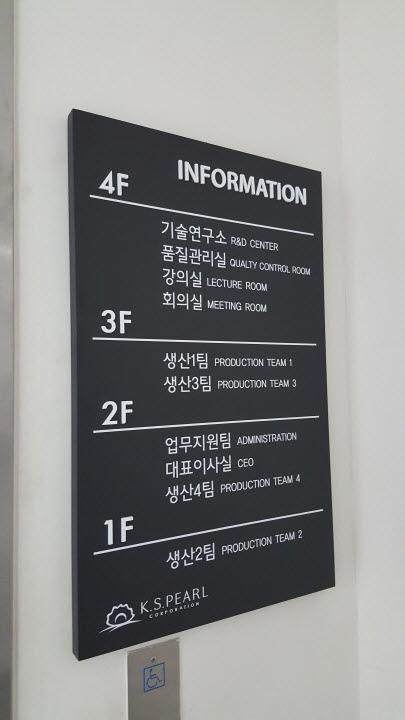 INFORMATION
4F
기술연구소 R&D CENTER
품질관리실 QUALTY CONTROL ROOM
강의실 LECTURE ROOM
회의실 MEETING ROOM
3F
생산1팀 PRODUCTION TEAM 1
생산3팀 PRODUCTION TEAM 3
2F
업무지원팀 ADMINISTRATION
대표이사실 CEO
생산4팀 PRODUCTION TEAM 4
1F
생산2팀 PRODUCTION TEAM 2
K.S.PEARL
CORPORATION